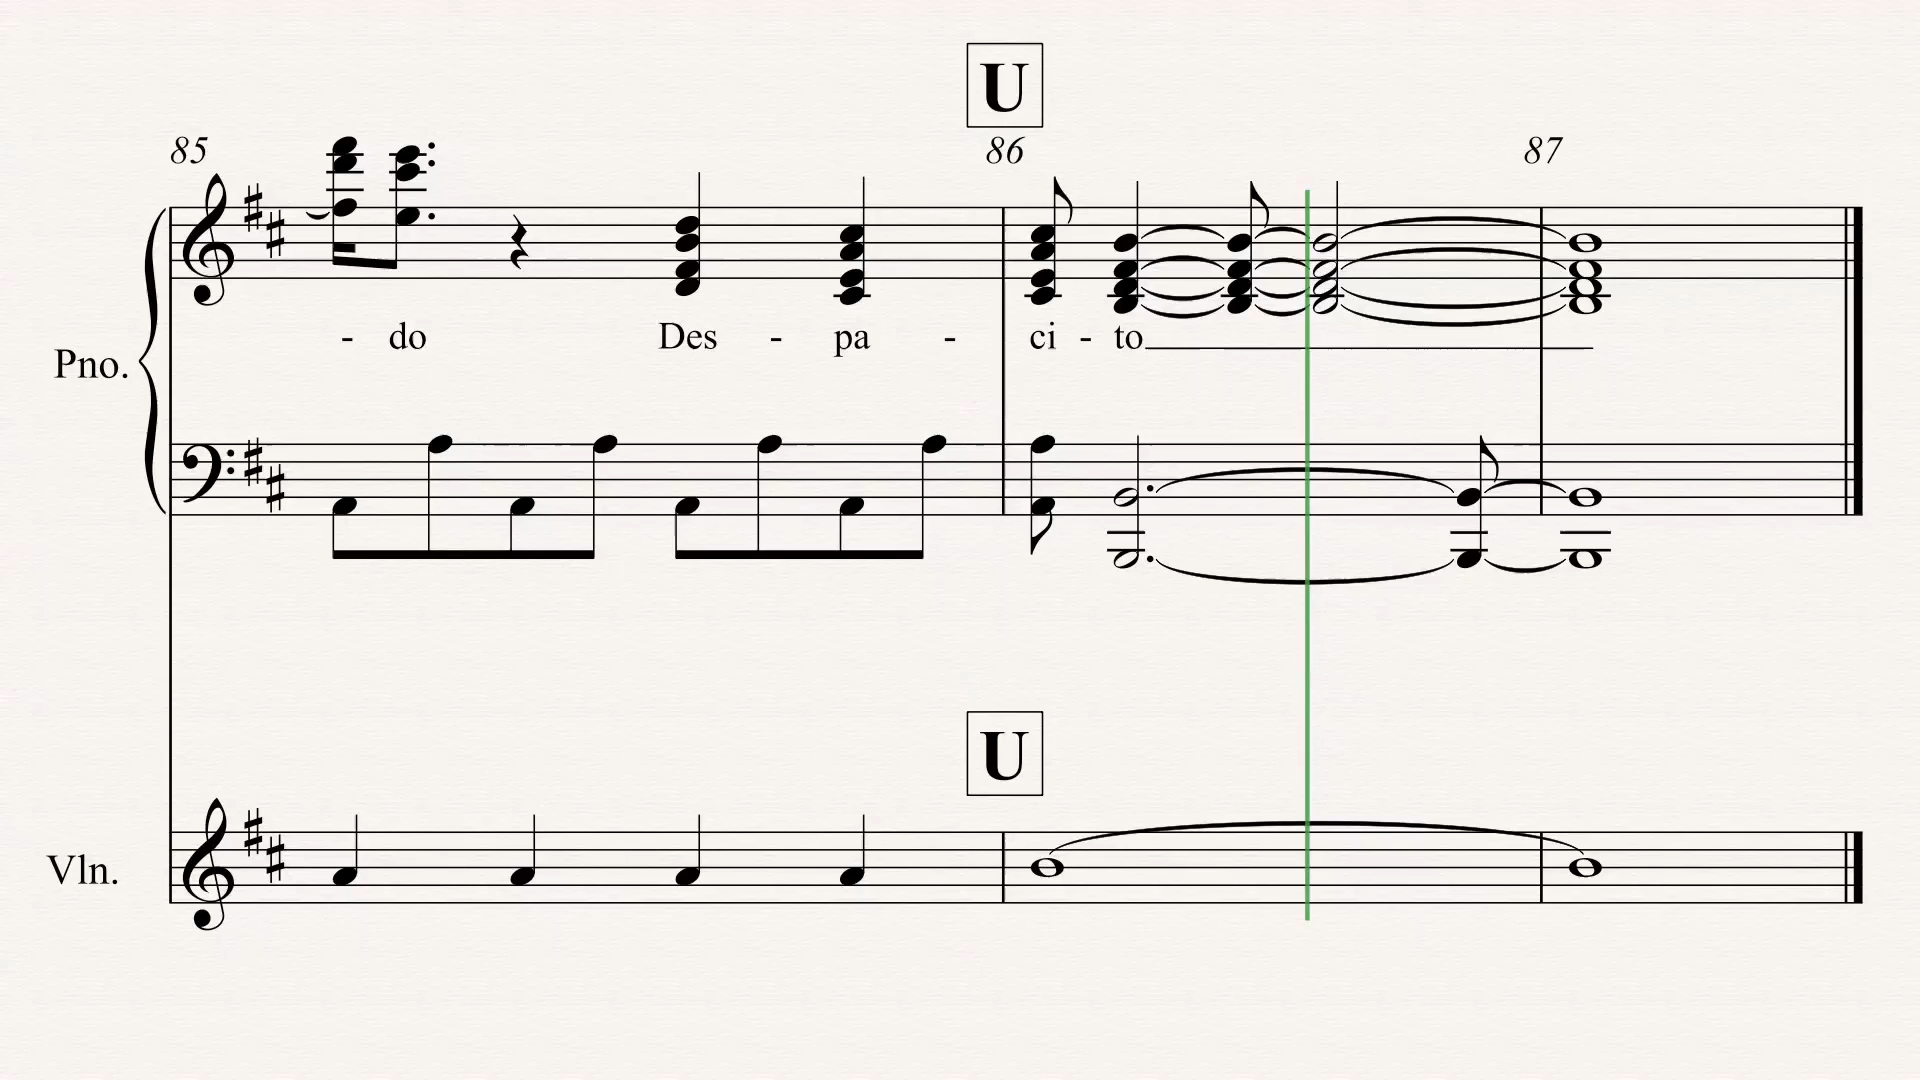 U
85 86 87
- do - Des - pa - ci - to
Pno.
U
Vln.